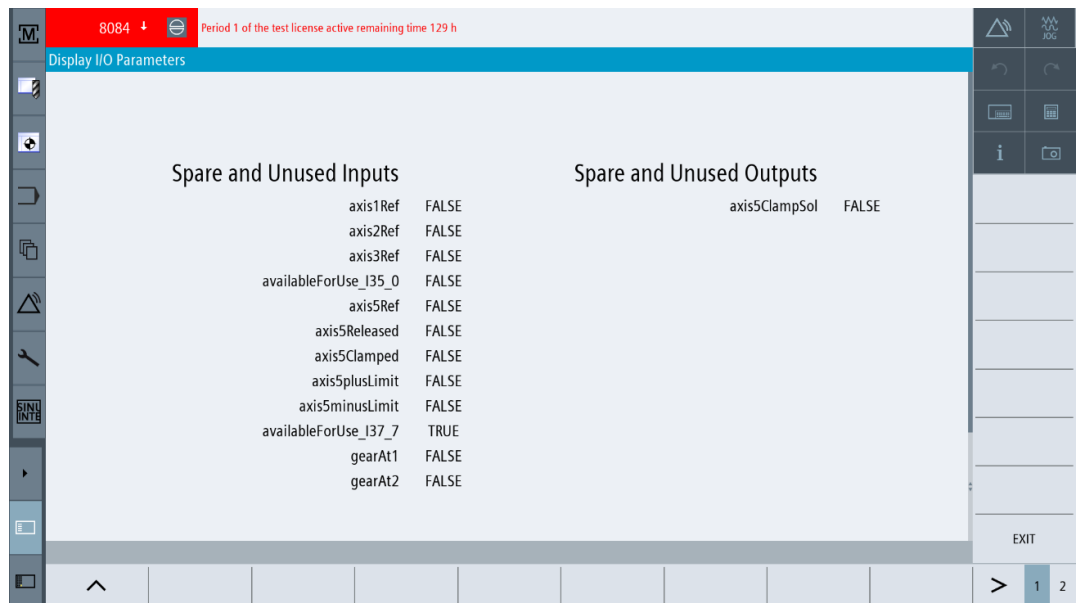 M
8084 ↓
Period 1 of the test license active remaining time 129 h
JOG
Display I/O Parameters
i
Spare and Unused Inputs
axis1Ref FALSE
axis2Ref FALSE
axis3Ref FALSE
availableForUse_I35_0 FALSE
axis5Ref FALSE
axis5Released FALSE
axis5Clamped FALSE
axis5plusLimit FALSE
axis5minusLimit FALSE
availableForUse_I37_7 TRUE
gearAt1 FALSE
gearAt2 FALSE
Spare and Unused Outputs
axis5ClampSol FALSE
SINU
INTE
EXIT
> 1 2